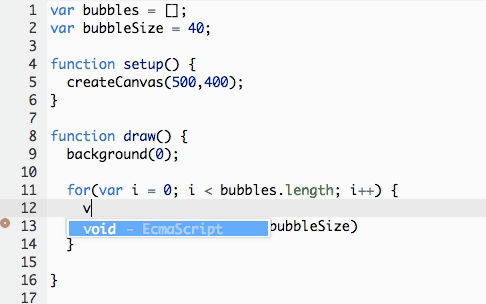 1 var bubbles = [];
2 var bubbleSize = 40;
3
4 function setup() {
5 createCanvas(500,400);
6 }
7
8 function draw() {
9 background(0);
10
11 for(var i = 0; i < bubbles.length; i++) {
12 v
13 void – EcmaScript bubbleSize)
14 }
15
16 }
17